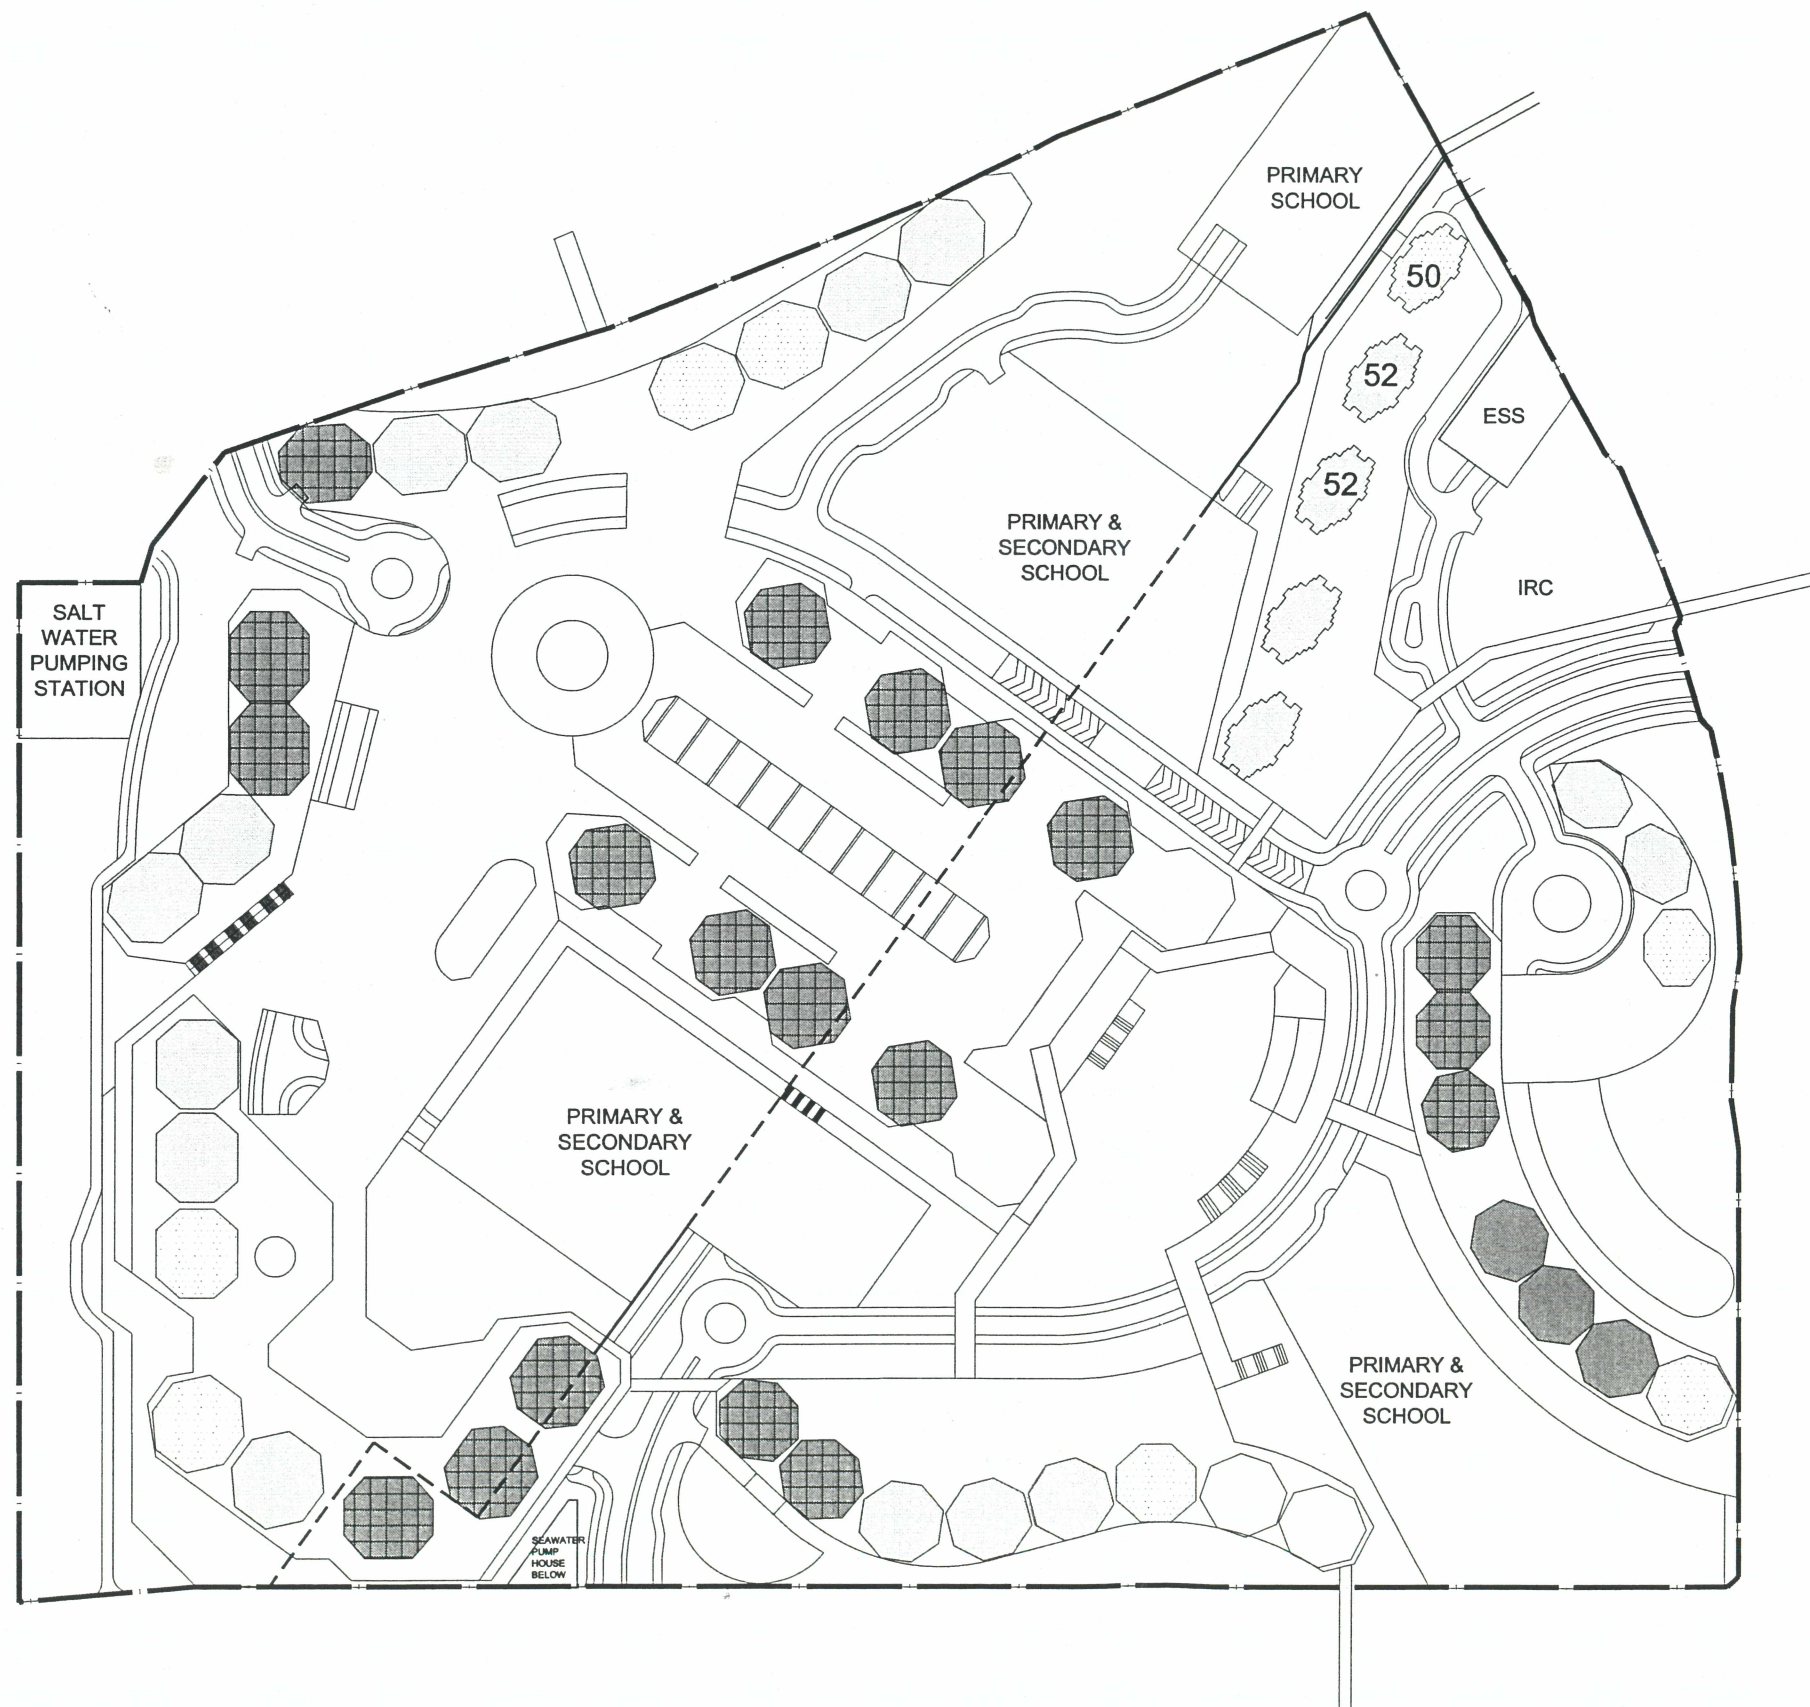 PRIMARY
SCHOOL
50
52
ESS
52
PRIMARY &
SECONDARY
SCHOOL
IRC
SALT
WATER
PUMPING
STATION
PRIMARY &
SECONDARY
SCHOOL
PRIMARY &
SECONDARY
SCHOOL
SEAWATER
PUMP
HOUSE
BELOW